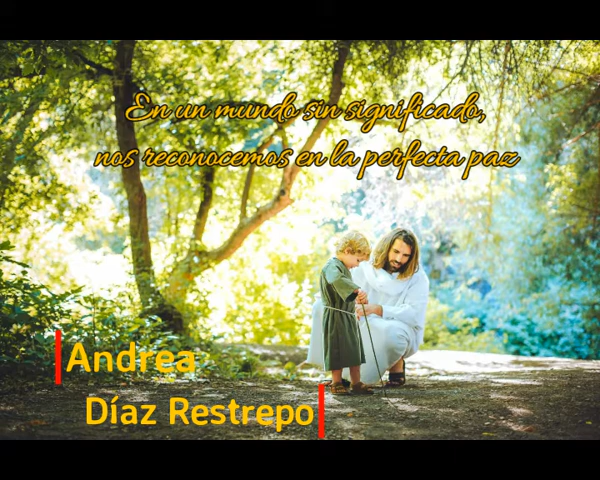 En un mundo sin significado,
nos reconocemos en la perfecta paz
Andrea
Díaz Restrepo